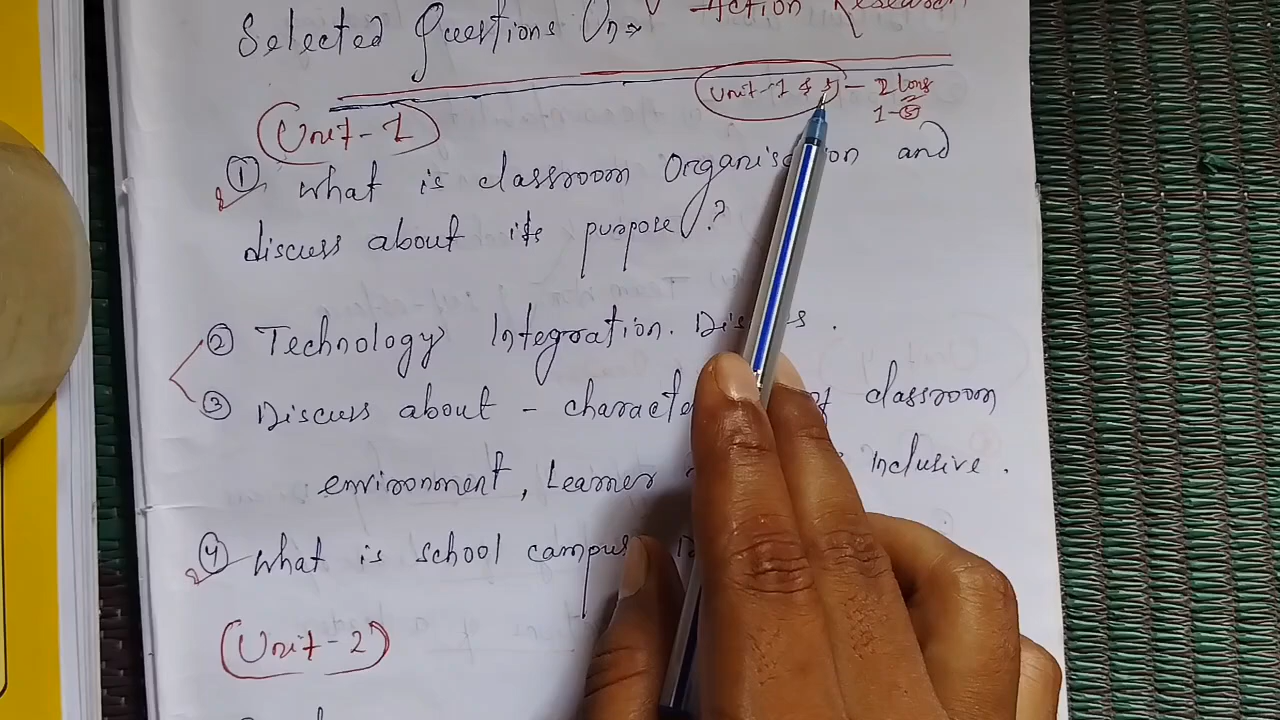 Selected Questions On Action Research
Unit-1 & 5 - 2 long
1-5
Unit-1
① What is classroom Organisation and
discuss about its purpose?
② Technology Integration. Discuss.
③ Discuss about - of classroom
environment, Learner inclusive.
④ What is school campus
Unit-2